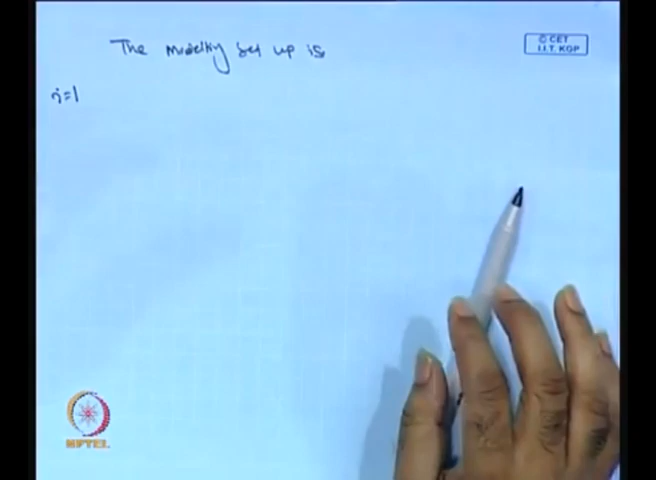 The modelling set up is
© CET
I.I.T. KGP
i=1
NPTEL